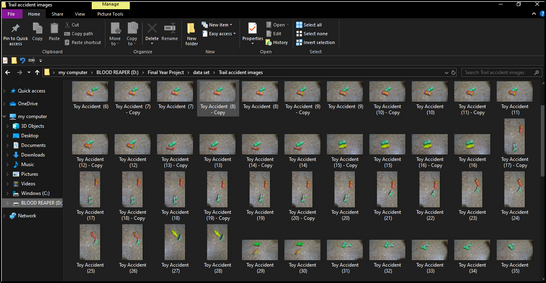 Trail accident images
Manage
File
Home
Share
View
Picture Tools
Pin to Quick access
Copy
Paste
Cut
Copy path
Paste shortcut
Clipboard
Move to
Copy to
Delete
Rename
Organize
New folder
New item
Easy access
New
Properties
Open
Edit
History
Open
Select all
Select none
Invert selection
Select
my computer > BLOOD REAPER (D:) > Final Year Project > data set > Trail accident images
Search Trail accident images
Quick access
OneDrive
my computer
3D Objects
Desktop
Documents
Downloads
Music
Pictures
Videos
Windows (C:)
BLOOD REAPER (D:
Network
Toy Accident (6)
Toy Accident (7) - Copy
Toy Accident (7)
Toy Accident (8) - Copy
Toy Accident (8)
Toy Accident (9) - Copy
Toy Accident (9)
Toy Accident (10) - Copy
Toy Accident (10)
Toy Accident (11)
Toy Accident (12) - Copy
Toy Accident (12)
Toy Accident (13) - Copy
Toy Accident (13)
Toy Accident (14) - Copy
Toy Accident (14)
Toy Accident (15) - Copy
Toy Accident (15)
Toy Accident (16) - Copy
Toy Accident (16)
Toy Accident (17) - Copy
Toy Accident (17)
Toy Accident (18) - Copy
Toy Accident (18)
Toy Accident (19) - Copy
Toy Accident (19)
Toy Accident (20) - Copy
Toy Accident (20)
Toy Accident (21)
Toy Accident (22)
Toy Accident (23)
Toy Accident (24)
Toy Accident (25)
Toy Accident (26)
Toy Accident (27)
Toy Accident (28)
Toy Accident (29)
Toy Accident (30)
Toy Accident (31)
Toy Accident (32)
Toy Accident (33)
Toy Accident (34)
Toy Accident (35)